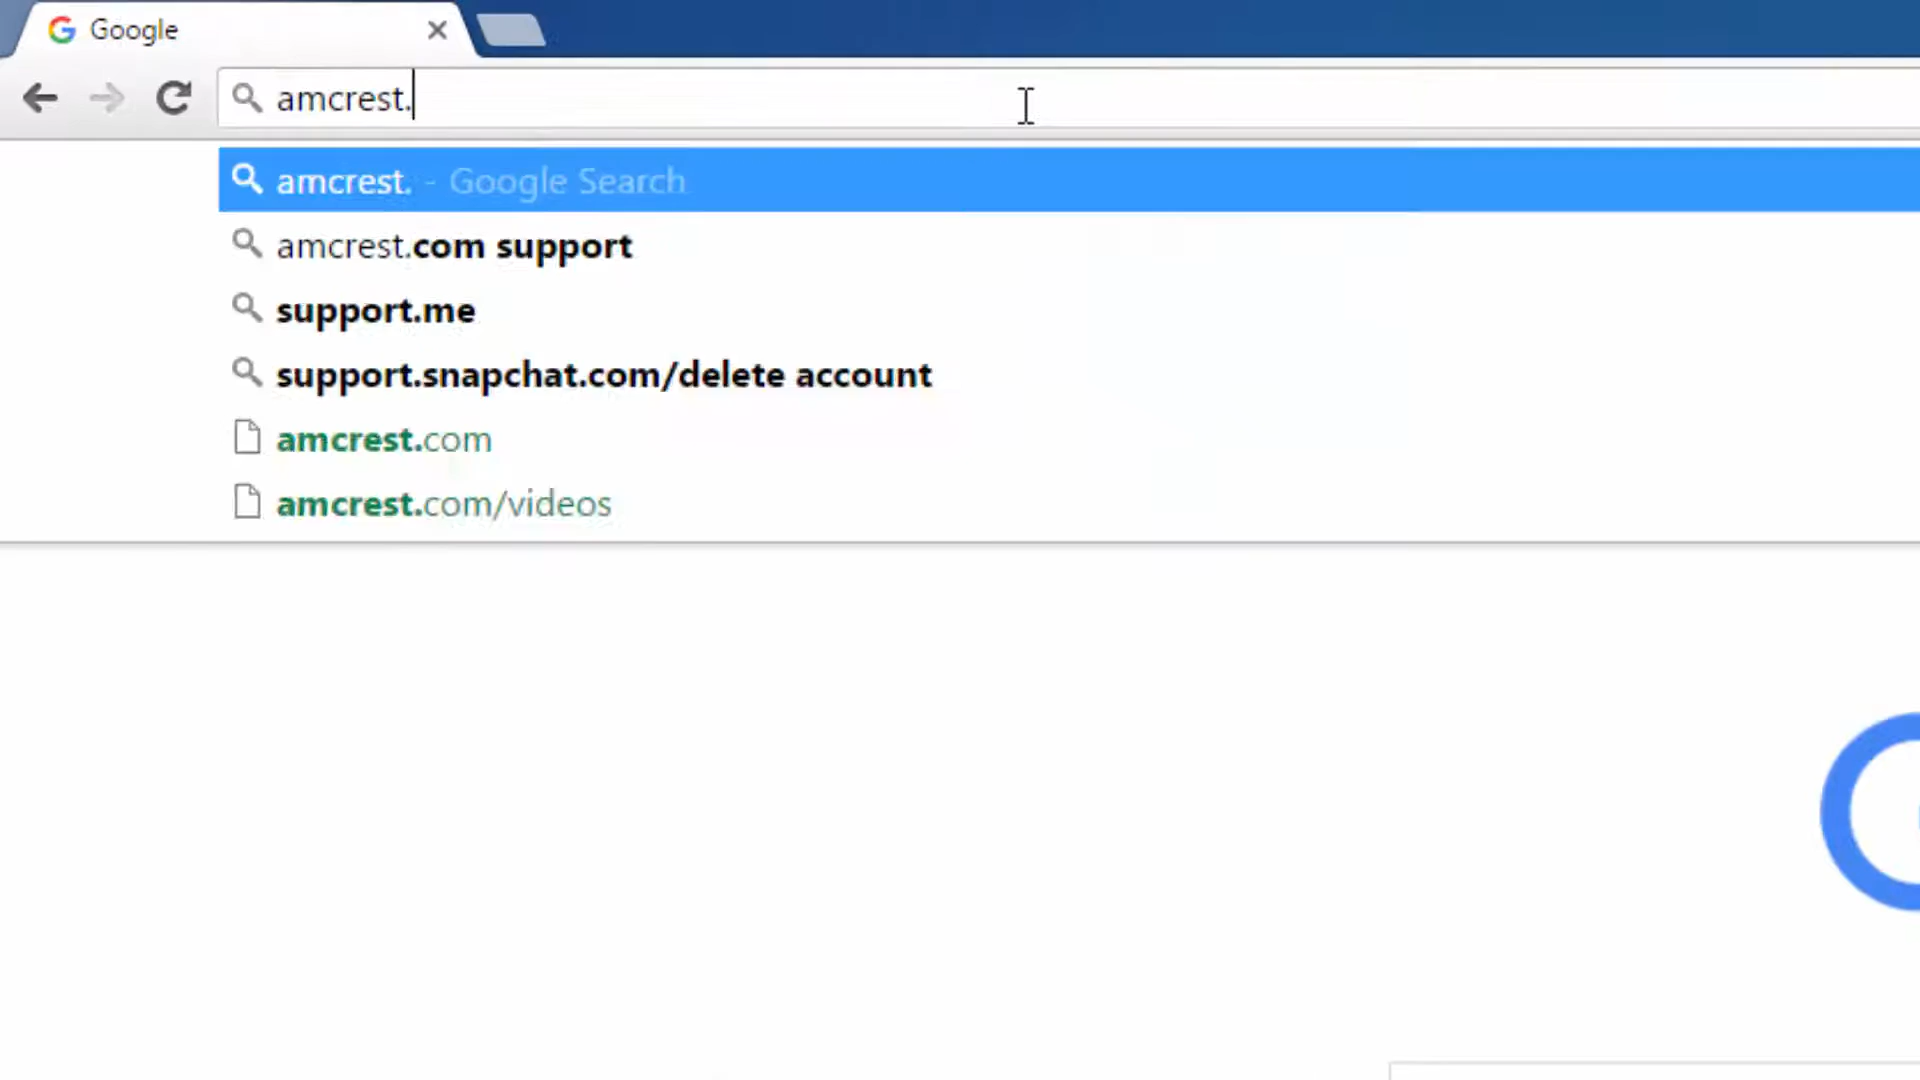 Google
amcrest.
amcrest. - Google Search
amcrest.com support
support.me
support.snapchat.com/delete account
amcrest.com
amcrest.com/videos